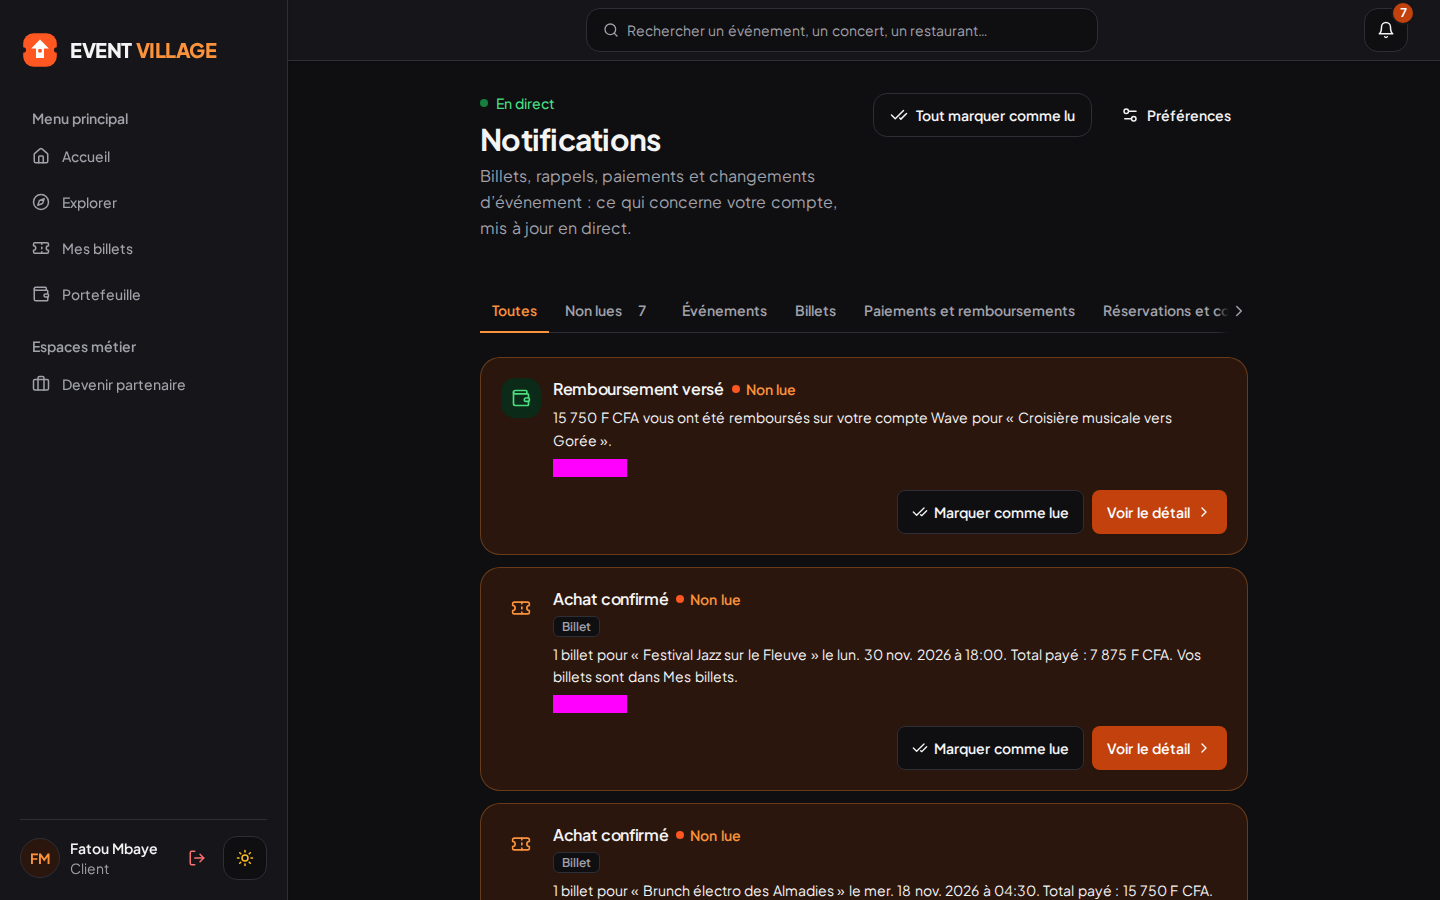 EVENT VILLAGE
Rechercher un événement, un concert, un restaurant…
7
Menu principal
Accueil
Explorer
Mes billets
Portefeuille
Espaces métier
Devenir partenaire
FM
Fatou Mbaye
Client
En direct
Notifications
Billets, rappels, paiements et changements
d’événement : ce qui concerne votre compte,
mis à jour en direct.
Tout marquer comme lu
Préférences
Toutes
Non lues 7
Événements
Billets
Paiements et remboursements
Réservations et
Remboursement versé
Non lue
15 750 F CFA vous ont été remboursés sur votre compte Wave pour « Croisière musicale vers
Gorée ».
Marquer comme lue
Voir le détail
Achat confirmé
Non lue
Billet
1 billet pour « Festival Jazz sur le Fleuve » le lun. 30 nov. 2026 à 18:00. Total payé : 7 875 F CFA. Vos
billets sont dans Mes billets.
Marquer comme lue
Voir le détail
Achat confirmé
Non lue
Billet
1 billet pour « Brunch électro des Almadies » le mer. 18 nov. 2026 à 04:30. Total payé : 15 750 F CFA.